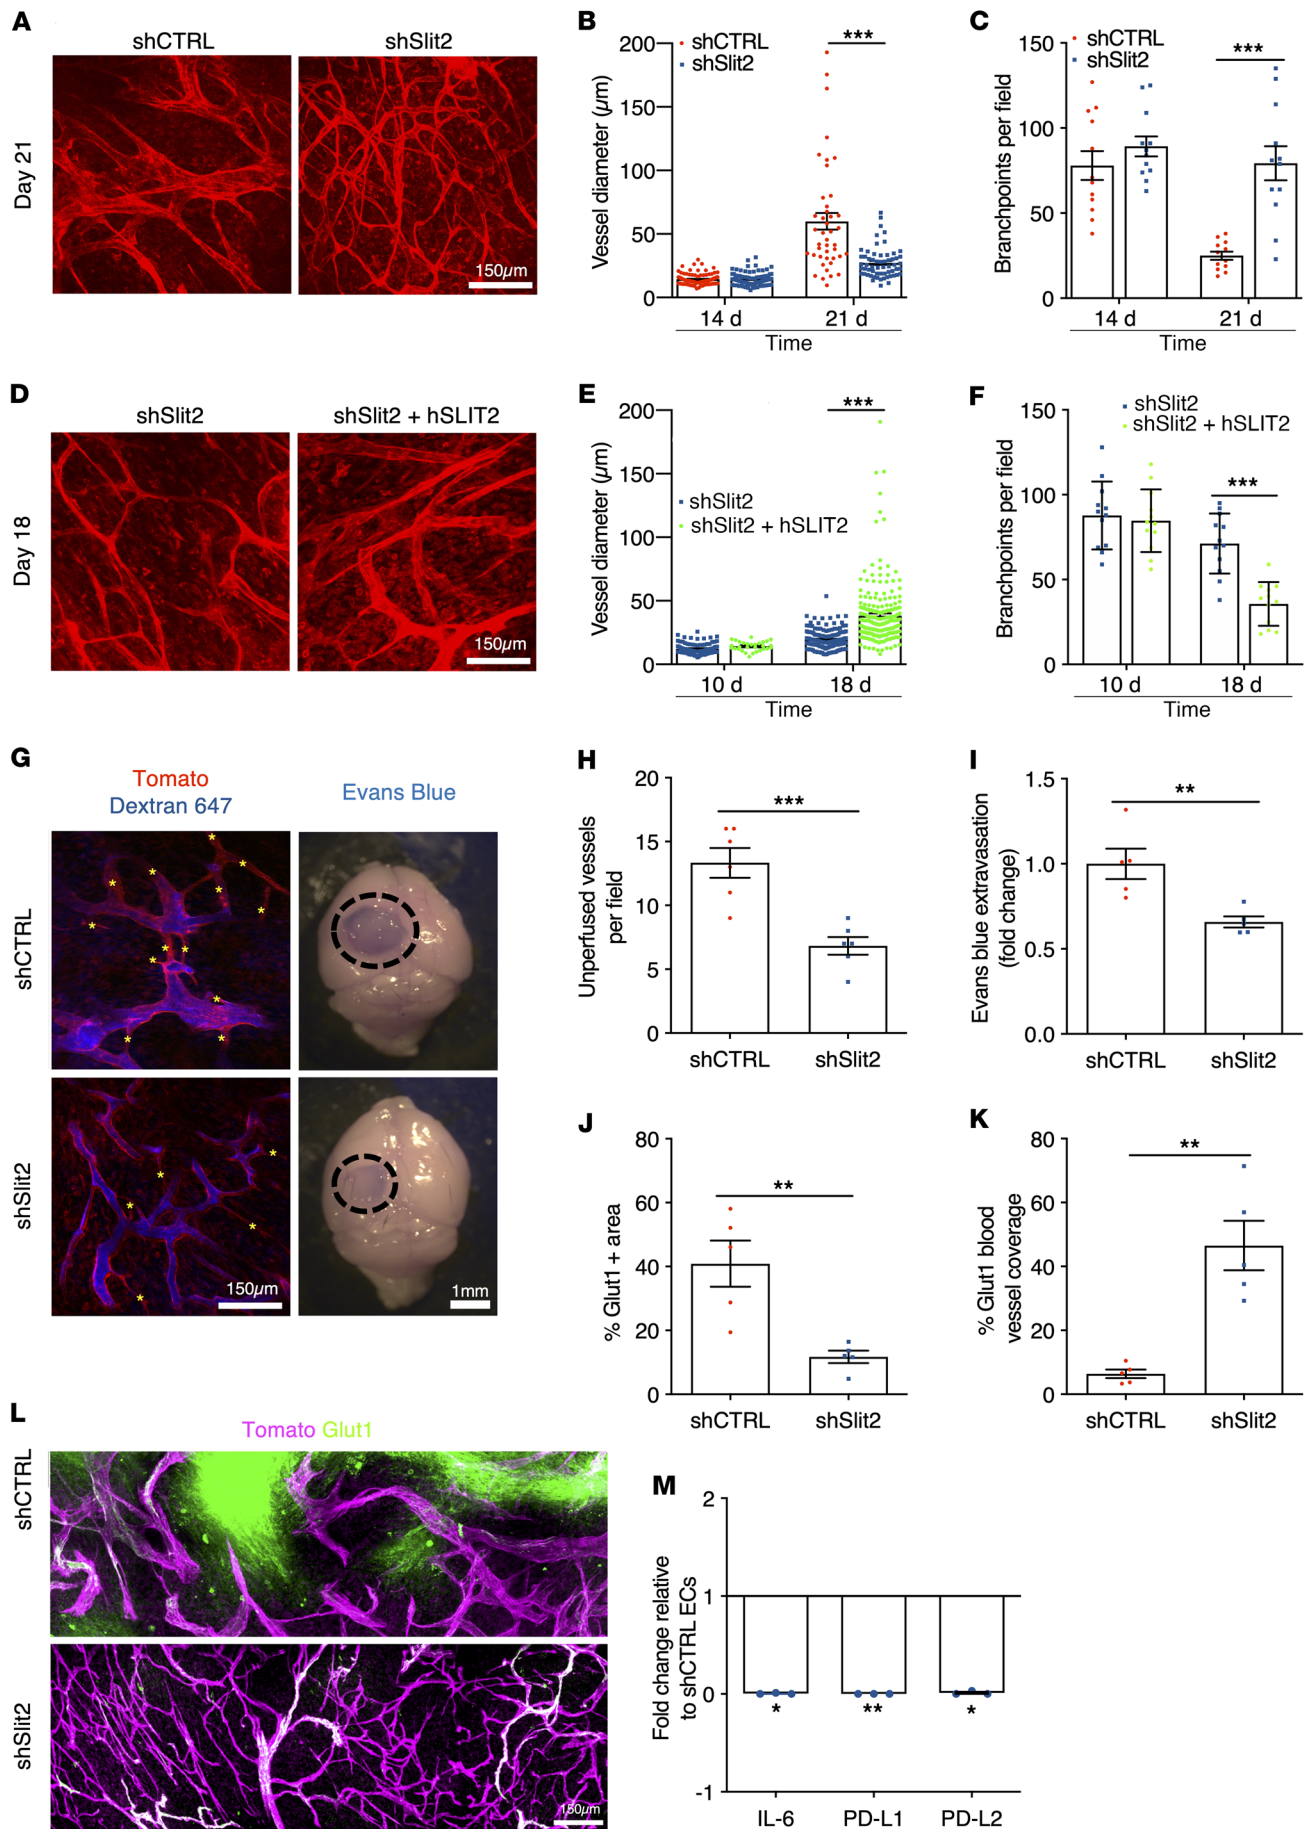 A
shCTRL
shSlit2
Day 21
150µm
B
shCTRL
shSlit2
***
Vessel diameter (µm)
200
150
100
50
0
14 d
21 d
Time
C
shCTRL
shSlit2
***
Branchpoints per field
150
100
50
0
14 d
21 d
Time
D
shSlit2
shSlit2 + hSLIT2
Day 18
150µm
E
***
Vessel diameter (µm)
200
150
100
50
0
shSlit2
shSlit2 + hSLIT2
10 d
18 d
Time
F
shSlit2
shSlit2 + hSLIT2
***
Branchpoints per field
150
100
50
0
10 d
18 d
Time
G
Tomato
Dextran 647
Evans Blue
shCTRL
shSlit2
150µm
1mm
H
***
Unperfused vessels
per field
20
15
10
5
0
shCTRL
shSlit2
I
**
Evans blue extravasation
(fold change)
1.5
1.0
0.5
0.0
shCTRL
shSlit2
J
**
% Glut1 + area
80
60
40
20
0
shCTRL
shSlit2
K
**
% Glut1 blood
vessel coverage
80
60
40
20
0
shCTRL
shSlit2
L
Tomato Glut1
shCTRL
shSlit2
150µm
M
Fold change relative
to shCTRL ECs
2
1
0
-1
*
**
*
IL-6
PD-L1
PD-L2